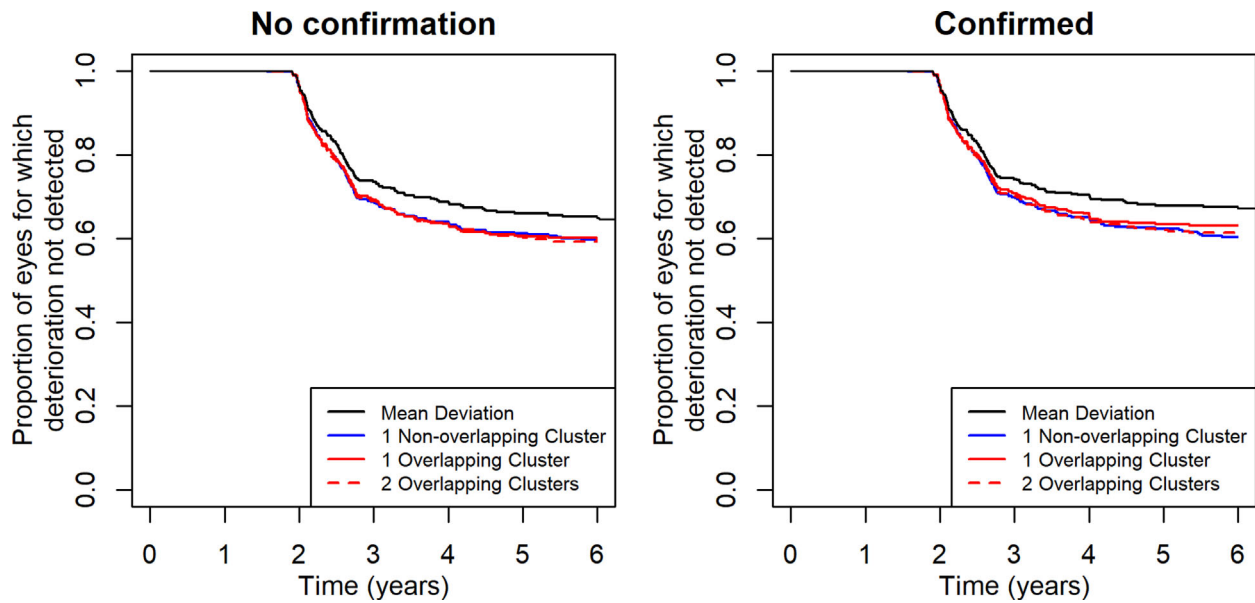 No confirmation
Proportion of eyes for which
deterioration not detected
1.0
0.8
0.6
0.4
0.2
0.0
Mean Deviation
1 Non-overlapping Cluster
1 Overlapping Cluster
2 Overlapping Clusters
0 1 2 3 4 5 6
Time (years)
Confirmed
Proportion of eyes for which
deterioration not detected
1.0
0.8
0.6
0.4
0.2
0.0
Mean Deviation
1 Non-overlapping Cluster
1 Overlapping Cluster
2 Overlapping Clusters
0 1 2 3 4 5 6
Time (years)